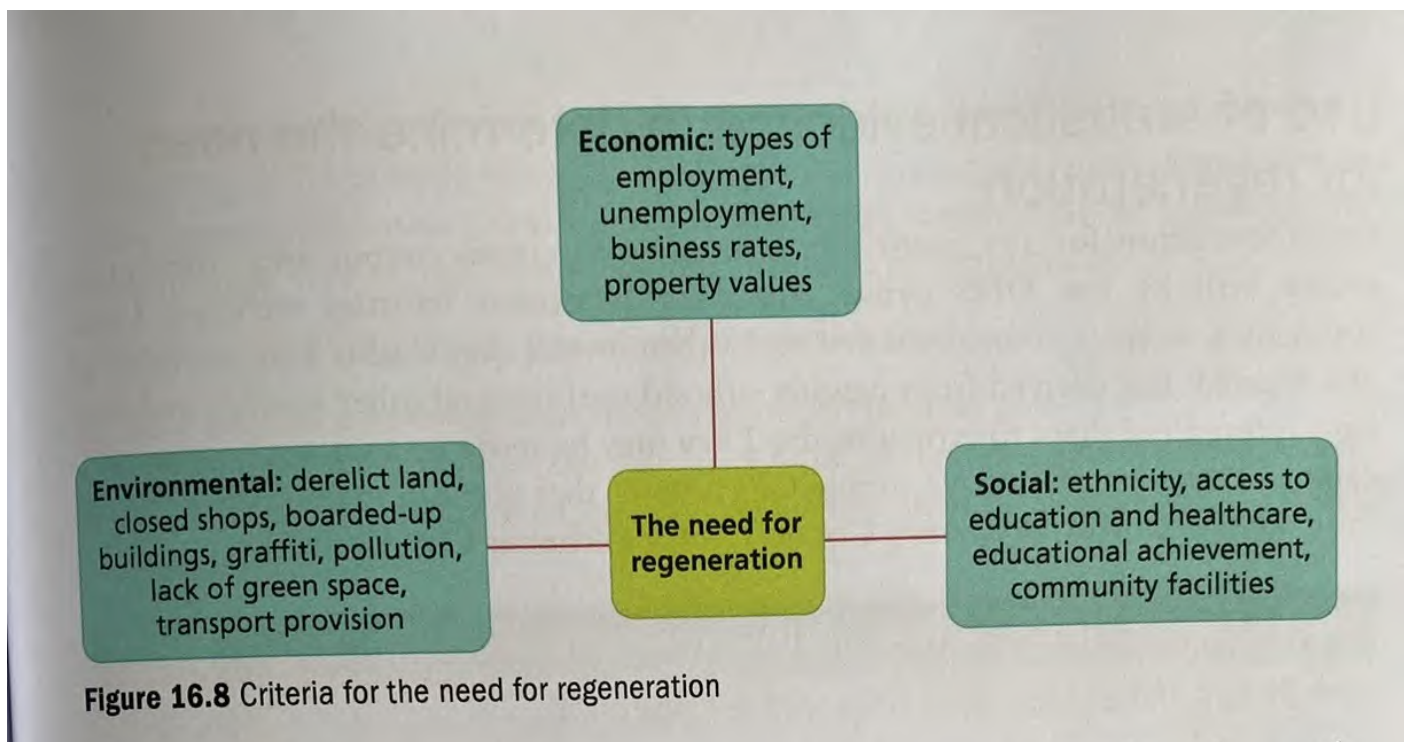 Economic: types of
employment,
unemployment,
business rates,
property values
Environmental: derelict land,
closed shops, boarded-up
buildings, graffiti, pollution,
lack of green space,
transport provision
The need for
regeneration
Social: ethnicity, access to
education and healthcare,
educational achievement,
community facilities
Figure 16.8 Criteria for the need for regeneration